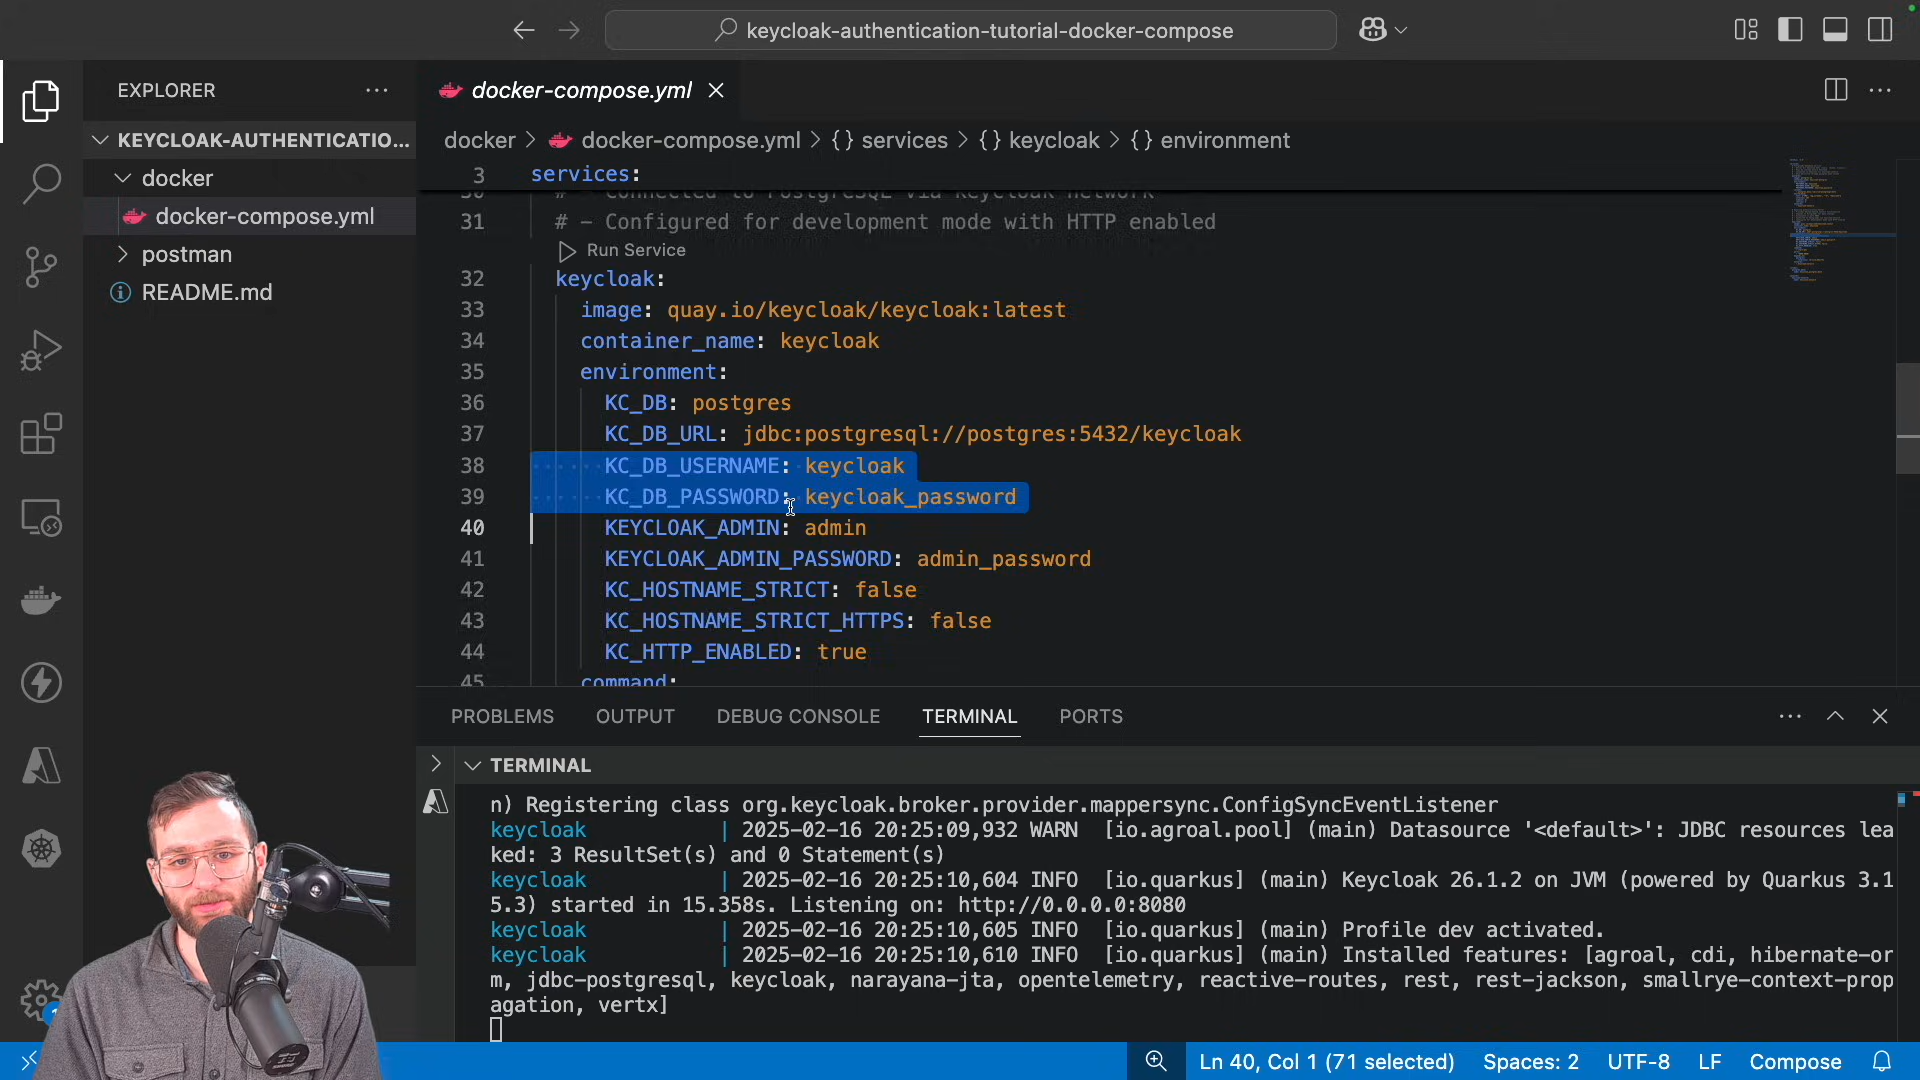 keycloak-authentication-tutorial-docker-compose
EXPLORER
docker-compose.yml
KEYCLOAK-AUTHENTICATIO...
docker
docker-compose.yml
postman
README.md
docker > docker-compose.yml > {} services > {} keycloak > {} environment
3 services:
30 # - Connected to PostgreSQL via keycloak network
31 # - Configured for development mode with HTTP enabled
Run Service
32 keycloak:
33 image: quay.io/keycloak/keycloak:latest
34 container_name: keycloak
35 environment:
36 KC_DB: postgres
37 KC_DB_URL: jdbc:postgresql://postgres:5432/keycloak
38 KC_DB_USERNAME: keycloak
39 KC_DB_PASSWORD: keycloak_password
40 KEYCLOAK_ADMIN: admin
41 KEYCLOAK_ADMIN_PASSWORD: admin_password
42 KC_HOSTNAME_STRICT: false
43 KC_HOSTNAME_STRICT_HTTPS: false
44 KC_HTTP_ENABLED: true
45 command:
PROBLEMS OUTPUT DEBUG CONSOLE TERMINAL PORTS
TERMINAL
n) Registering class org.keycloak.broker.provider.mappersync.ConfigSyncEventListener
keycloak | 2025-02-16 20:25:09,932 WARN [io.agroal.pool] (main) Datasource '<default>': JDBC resources lea
ked: 3 ResultSet(s) and 0 Statement(s)
keycloak | 2025-02-16 20:25:10,604 INFO [io.quarkus] (main) Keycloak 26.1.2 on JVM (powered by Quarkus 3.1
5.3) started in 15.358s. Listening on: http://0.0.0.0:8080
keycloak | 2025-02-16 20:25:10,605 INFO [io.quarkus] (main) Profile dev activated.
keycloak | 2025-02-16 20:25:10,610 INFO [io.quarkus] (main) Installed features: [agroal, cdi, hibernate-or
m, jdbc-postgresql, keycloak, narayana-jta, opentelemetry, reactive-routes, rest, rest-jackson, smallrye-context-prop
agation, vertx]
Ln 40, Col 1 (71 selected) Spaces: 2 UTF-8 LF Compose